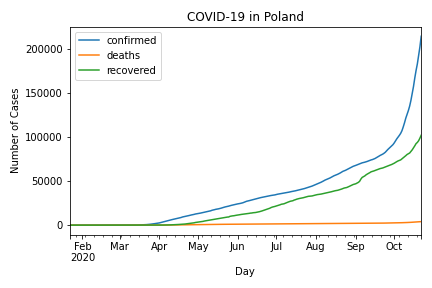 COVID-19 in Poland
confirmed
deaths
recovered
Number of Cases
200000
150000
100000
50000
0
Feb Mar Apr May Jun Jul Aug Sep Oct
2020
Day